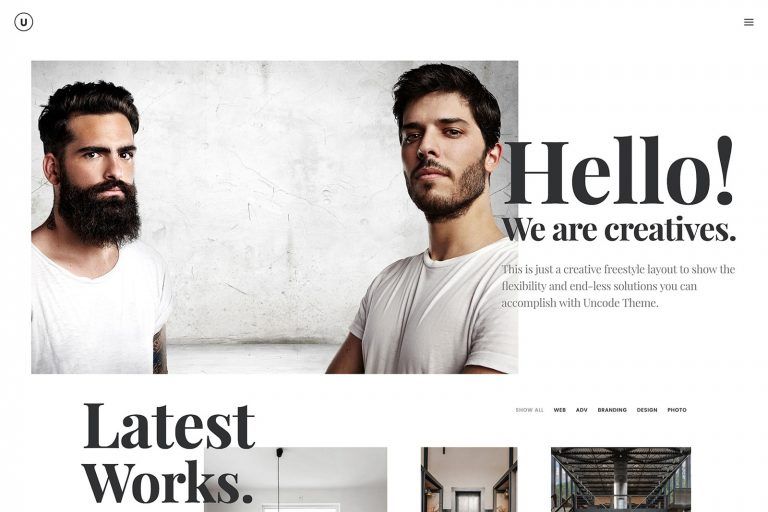 U
Hello!
We are creatives.
This is just a creative freestyle layout to show the
flexibility and end-less solutions you can
accomplish with Uncode Theme.
Latest
Works.
SHOW ALL WEB ADV BRANDING DESIGN PHOTO